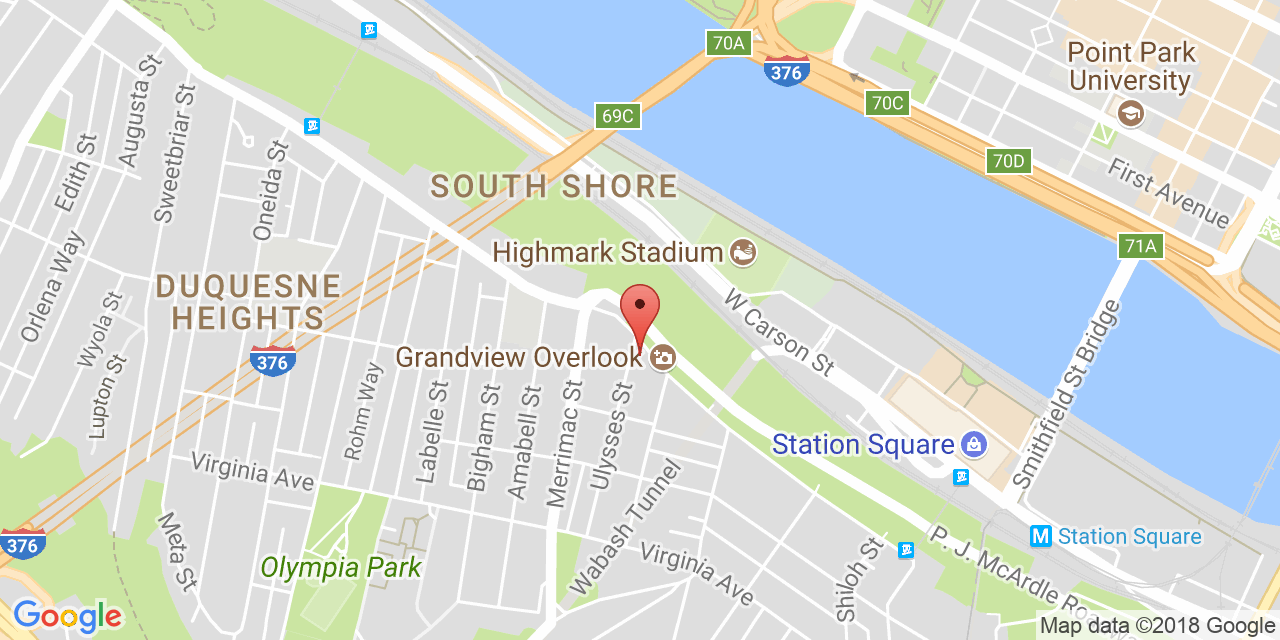 70A
376
Point Park
University
70C
69C
70D
First Avenue
Augusta St
Sweetbriar St
Edith St
Oneida St
SOUTH SHORE
71A
Highmark Stadium
Orlena Way
DUQUESNE
HEIGHTS
Wyola St
W Carson St
Smithfield St Bridge
376
Grandview Overlook
Lupton St
Rohm Way
Labelle St
Bigham St
Amabell St
Merrimac St
Ulysses St
Station Square
Virginia Ave
Wabash Tunnel
Meta St
376
P. J. McArdle Roadway
M Station Square
Olympia Park
Virginia Ave
Shiloh St
Google
Map data ©2018 Google